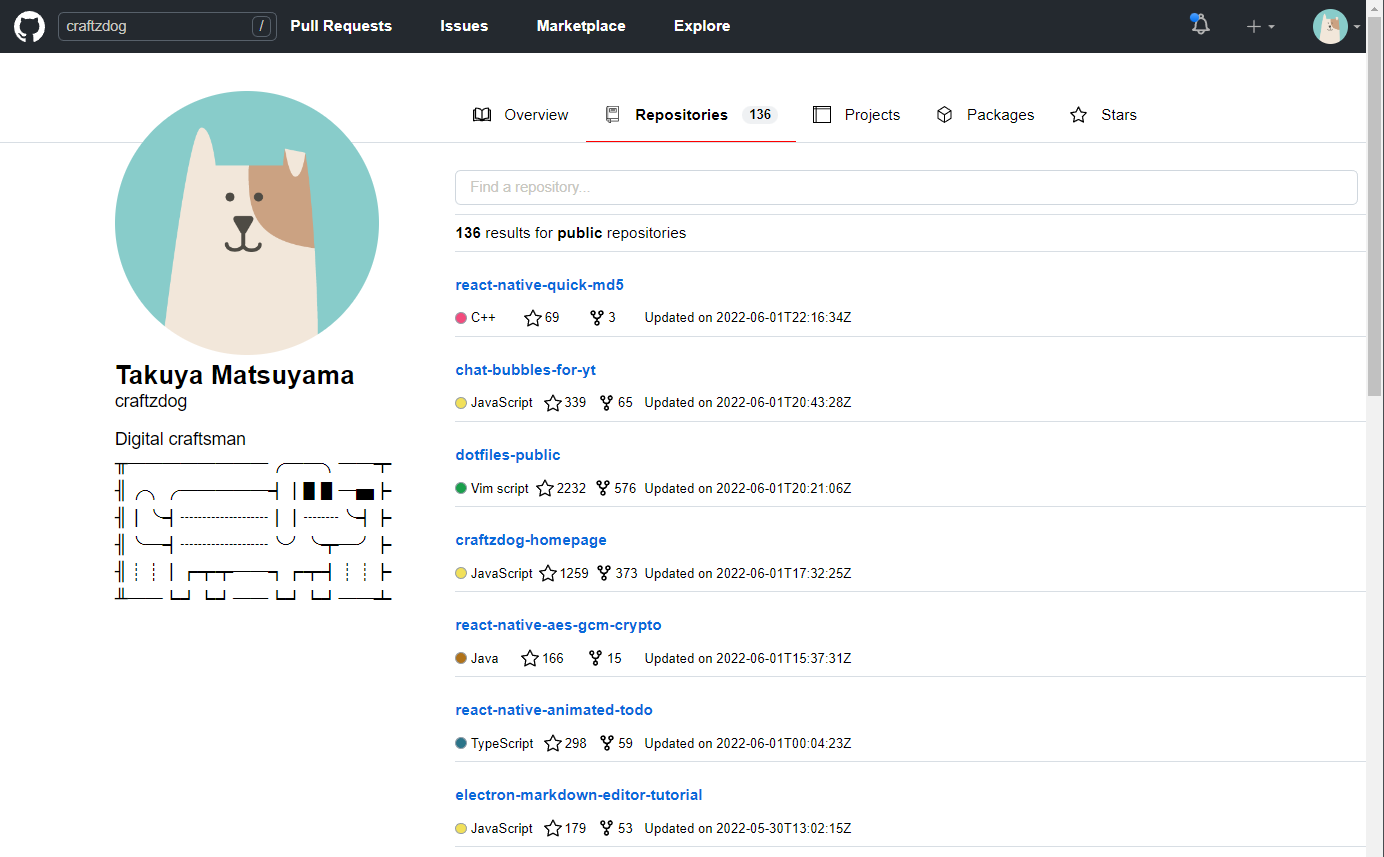 craftzdog / Pull Requests Issues Marketplace Explore
Overview Repositories 136 Projects Packages Stars
Find a repository...
136 results for public repositories
react-native-quick-md5
C++ 69 3 Updated on 2022-06-01T22:16:34Z
chat-bubbles-for-yt
JavaScript 339 65 Updated on 2022-06-01T20:43:28Z
dotfiles-public
Vim script 2232 576 Updated on 2022-06-01T20:21:06Z
craftzdog-homepage
JavaScript 1259 373 Updated on 2022-06-01T17:32:25Z
react-native-aes-gcm-crypto
Java 166 15 Updated on 2022-06-01T15:37:31Z
react-native-animated-todo
TypeScript 298 59 Updated on 2022-06-01T00:04:23Z
electron-markdown-editor-tutorial
JavaScript 179 53 Updated on 2022-05-30T13:02:15Z
Takuya Matsuyama
craftzdog
Digital craftsman